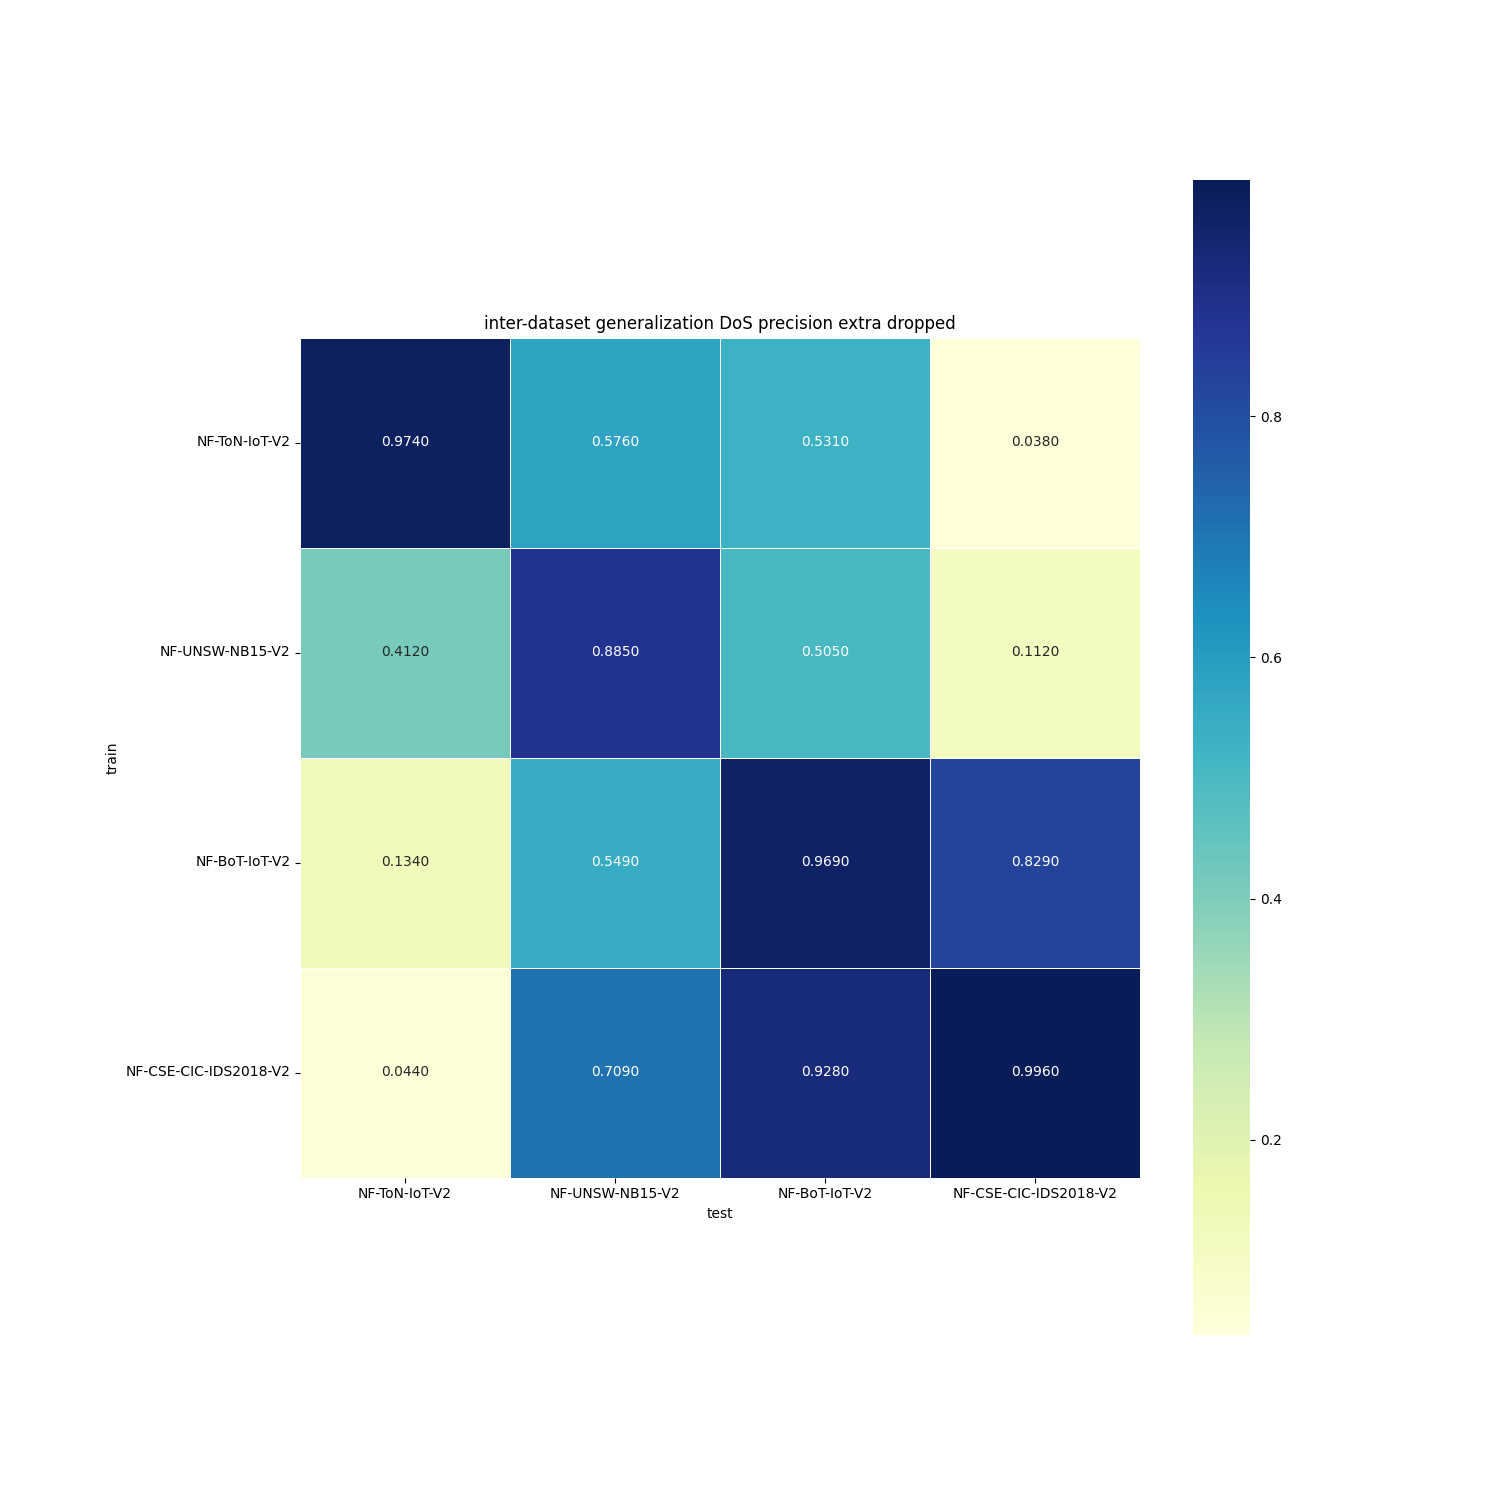 inter-dataset generalization DoS precision extra dropped
train
NF-ToN-IoT-V2 0.9740 0.5760 0.5310 0.0380
NF-UNSW-NB15-V2 0.4120 0.8850 0.5050 0.1120
NF-BoT-IoT-V2 0.1340 0.5490 0.9690 0.8290
NF-CSE-CIC-IDS2018-V2 0.0440 0.7090 0.9280 0.9960
NF-ToN-IoT-V2 NF-UNSW-NB15-V2 NF-BoT-IoT-V2 NF-CSE-CIC-IDS2018-V2
test
0.8
0.6
0.4
0.2